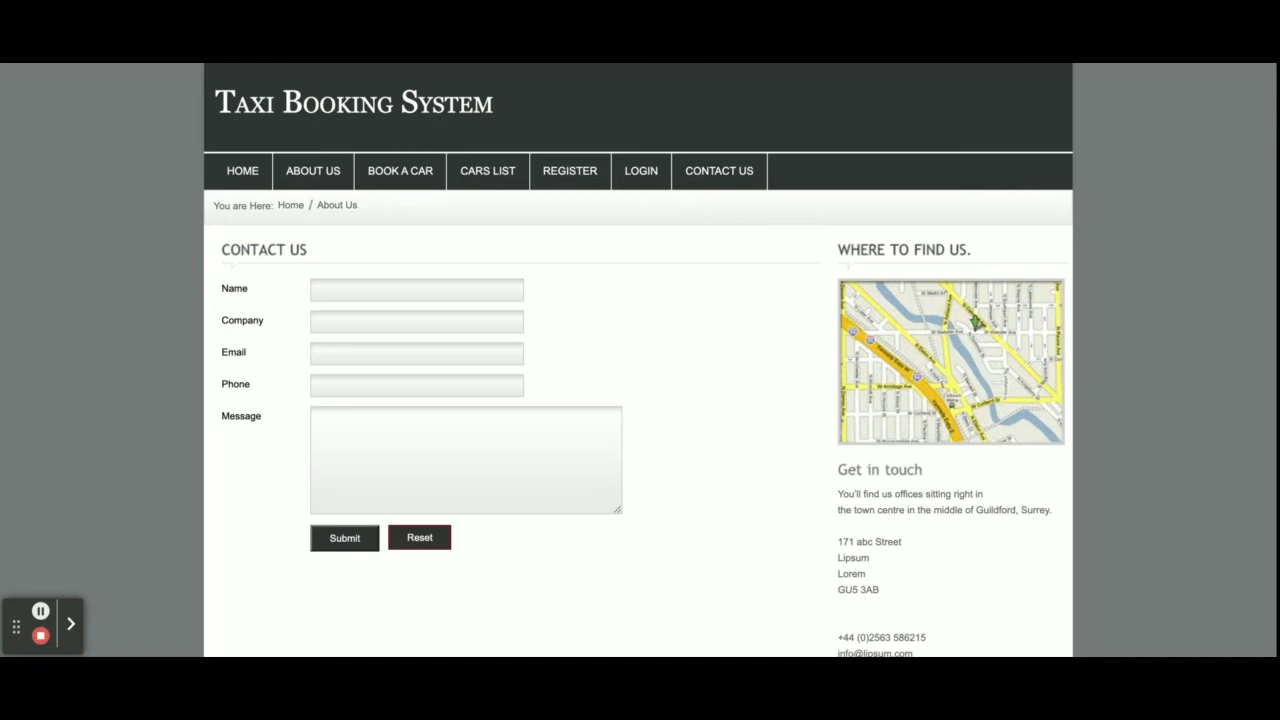 TAXI BOOKING SYSTEM
HOME
ABOUT US
BOOK A CAR
CARS LIST
REGISTER
LOGIN
CONTACT US
You are Here: Home / About Us
CONTACT US
Name
Company
Email
Phone
Message
Submit
Reset
WHERE TO FIND US.
Get in touch
You'll find us offices sitting right in
the town centre in the middle of Guildford, Surrey.
171 abc Street
Lipsum
Lorem
GU5 3AB
+44 (0)2563 586215
info@lipsum.com